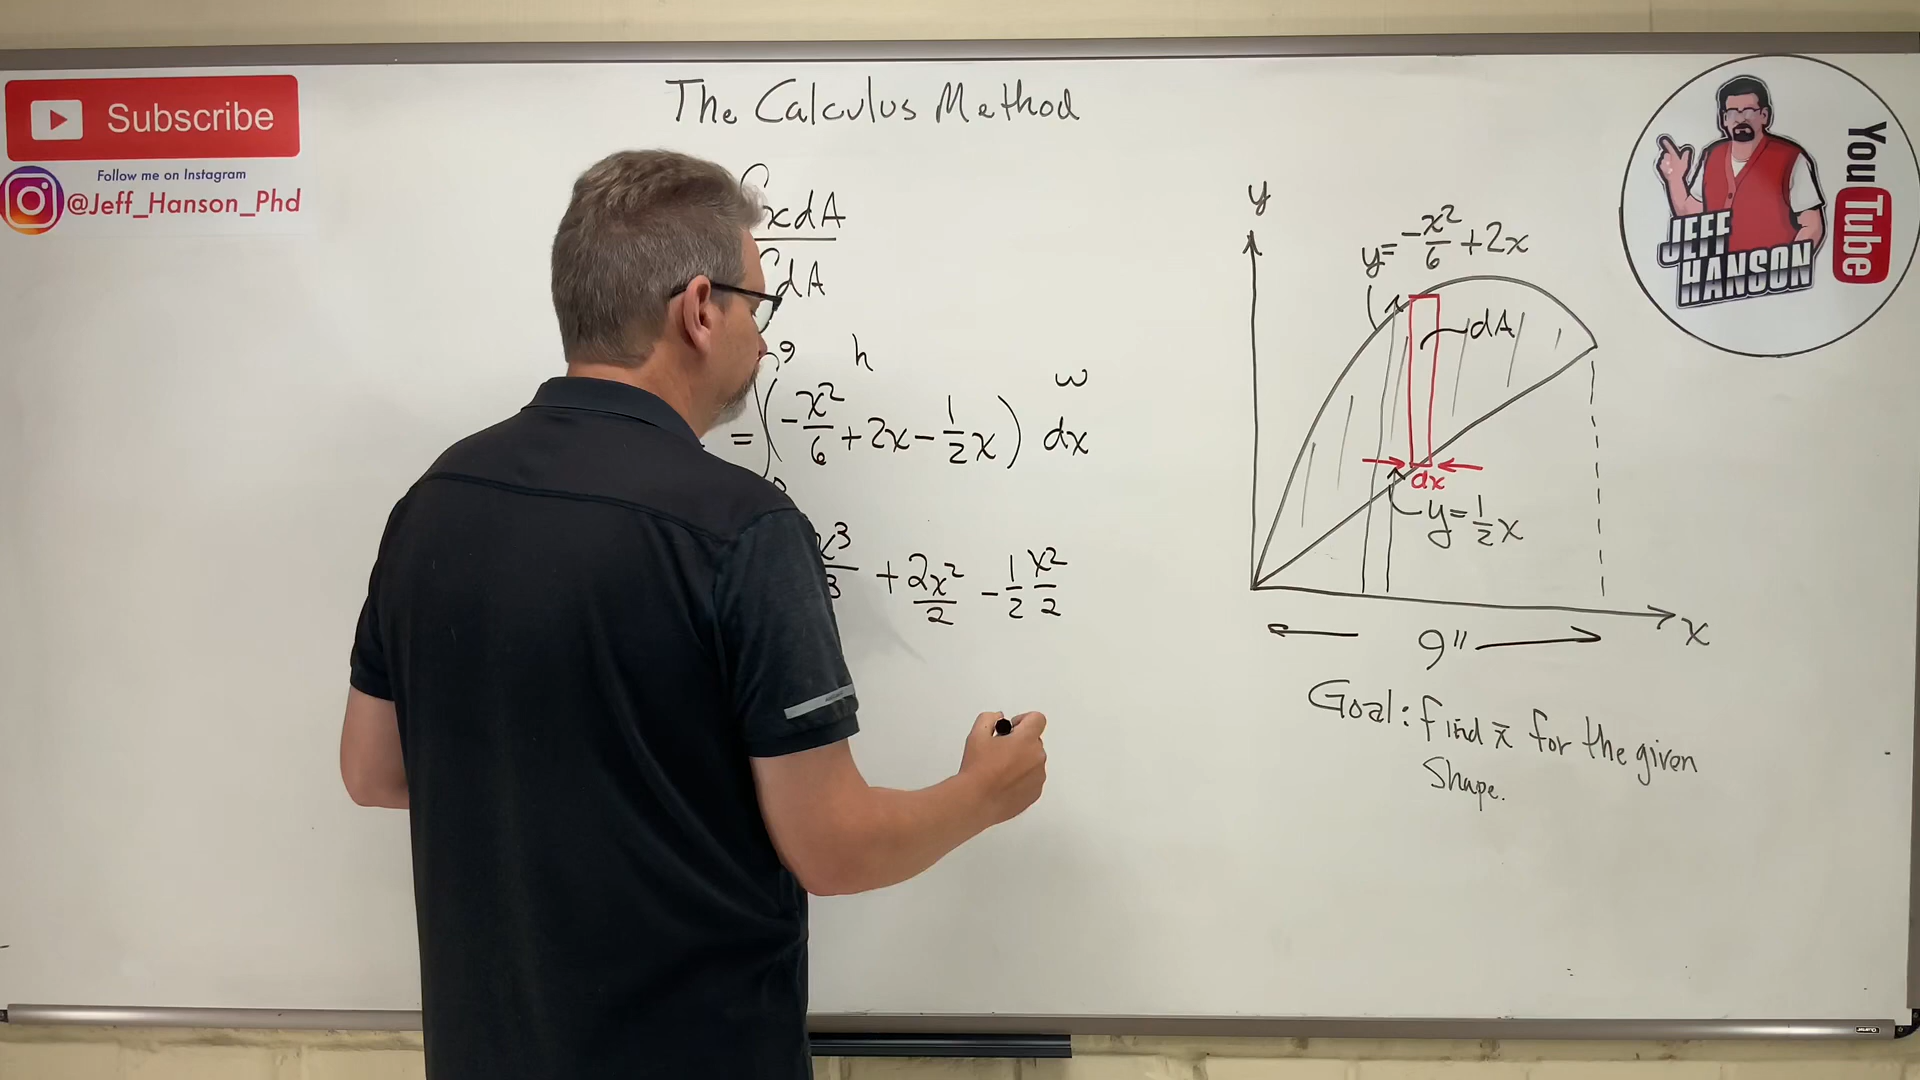 The Calculus Method
Subscribe
Follow me on Instagram
@Jeff_Hanson_Phd
∫xdA
∫dA
9 h w
= ∫(-x²/6 + 2x - 1/2 x) dx
x³/3 + 2x²/2 - 1/2 x²/2
y
y = -x²/6 + 2x
dA
dx
y = 1/2 x
x
9"
Goal: find x̄ for the given
Shape.
JEFF
HANSON
YouTube